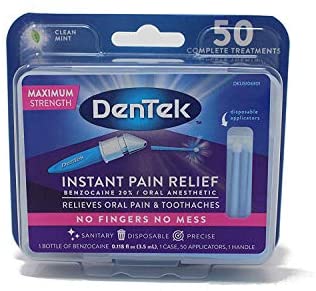 CLEAN
MINT
50
COMPLETE TREATMENTS
MAXIMUM
STRENGTH
DenTek™
disposable
applicators
DenTek
INSTANT PAIN RELIEF
BENZOCAINE 20% / ORAL ANESTHETIC
RELIEVES ORAL PAIN & TOOTHACHES
NO FINGERS NO MESS
SANITARY DISPOSABLE PRECISE
1 BOTTLE OF BENZOCAINE 0.118 fl oz (3.5 mL), 1 CASE, 50 APPLICATORS, 1 HANDLE